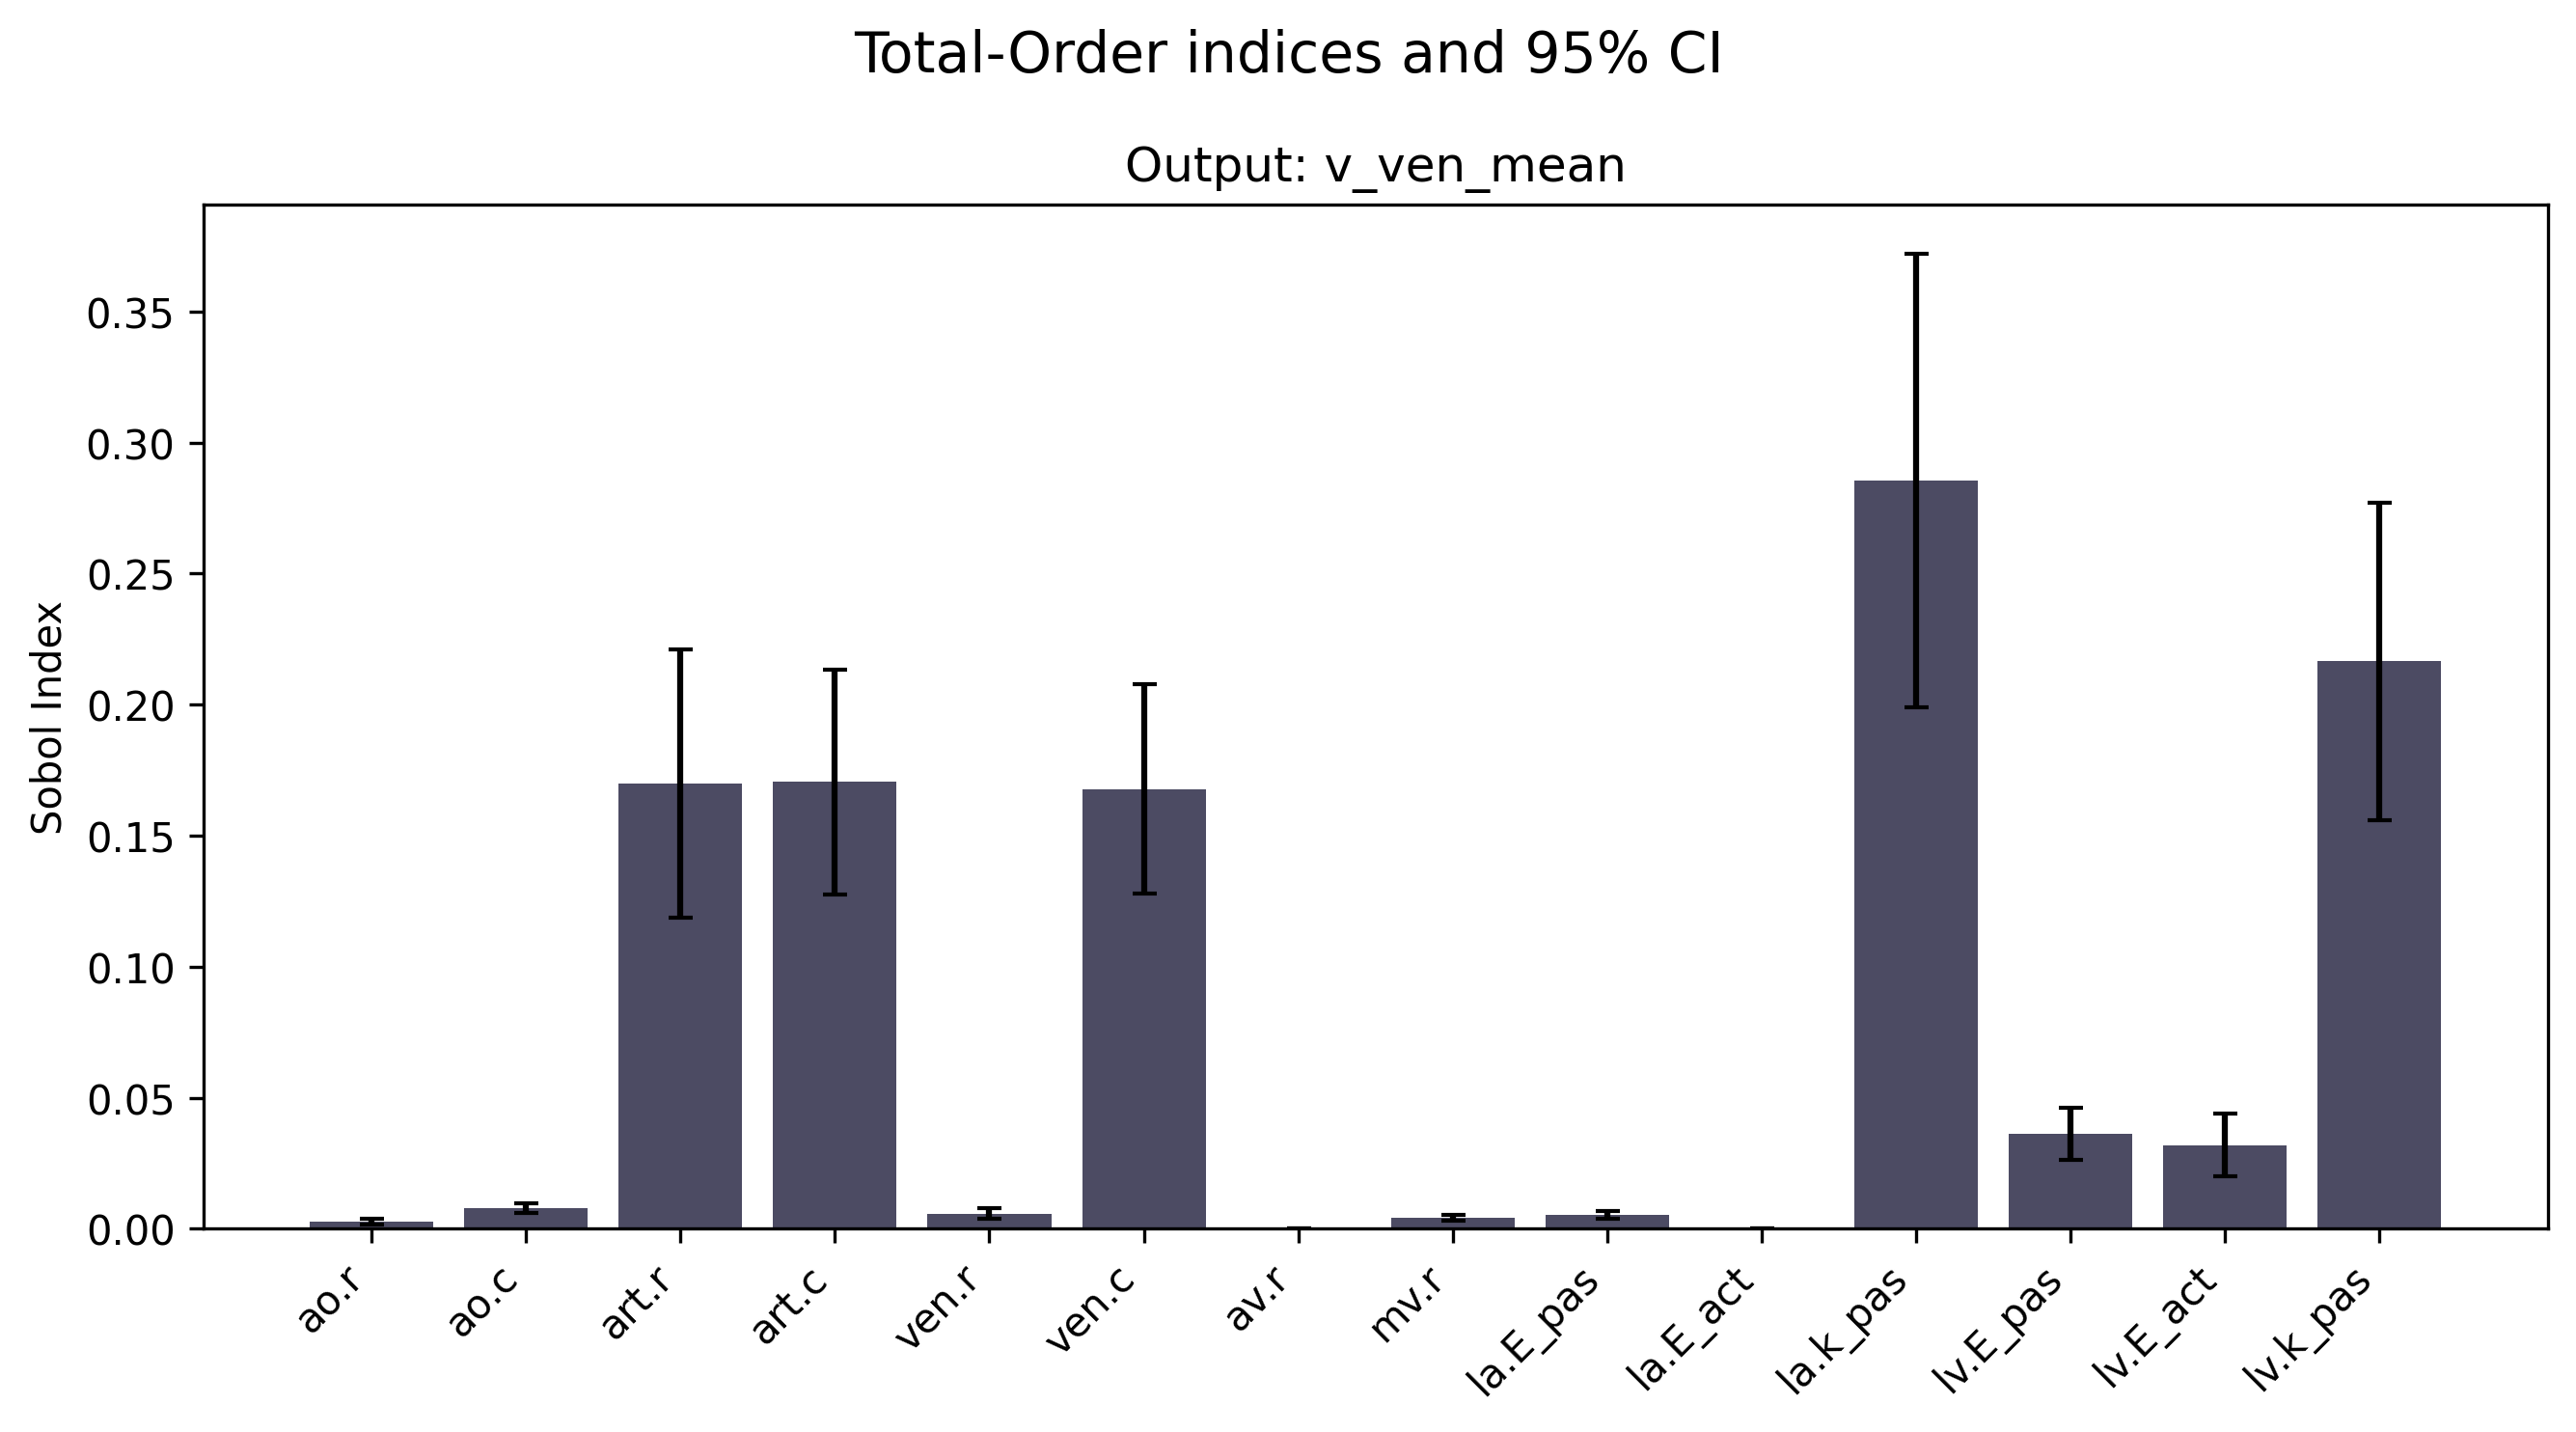 Total-Order indices and 95% CI
Output: v_ven_mean
Sobol Index
0.35
0.30
0.25
0.20
0.15
0.10
0.05
0.00
ao.r
ao.c
art.r
art.c
ven.r
ven.c
av.r
mv.r
la.E_pas
la.E_act
la.k_pas
lv.E_pas
lv.E_act
lv.k_pas